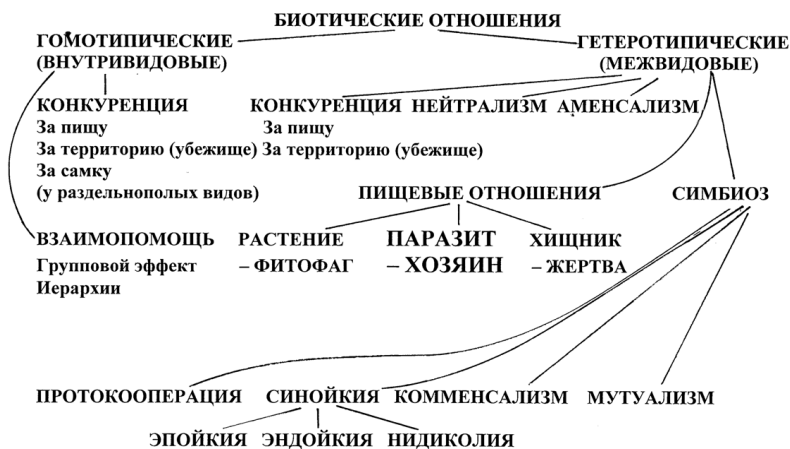 БИОТИЧЕСКИЕ ОТНОШЕНИЯ
ГОМОТИПИЧЕСКИЕ
(ВНУТРИВИДОВЫЕ)
ГЕТЕРОТИПИЧЕСКИЕ
(МЕЖВИДОВЫЕ)
КОНКУРЕНЦИЯ
За пищу
За территорию (убежище)
За самку
(у раздельнополых видов)
КОНКУРЕНЦИЯ НЕЙТРАЛИЗМ АМЕНСАЛИЗМ
За пищу
За территорию (убежище)
ПИЩЕВЫЕ ОТНОШЕНИЯ
СИМБИОЗ
ВЗАИМОПОМОЩЬ
Групповой эффект
Иерархии
РАСТЕНИЕ
– ФИТОФАГ
ПАРАЗИТ
– ХОЗЯИН
ХИЩНИК
– ЖЕРТВА
ПРОТОКООПЕРАЦИЯ СИНОЙКИЯ КОММЕНСАЛИЗМ МУТУАЛИЗМ
ЭПОЙКИЯ ЭНДОЙКИЯ НИДИКОЛИЯ